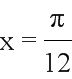 x = π/12